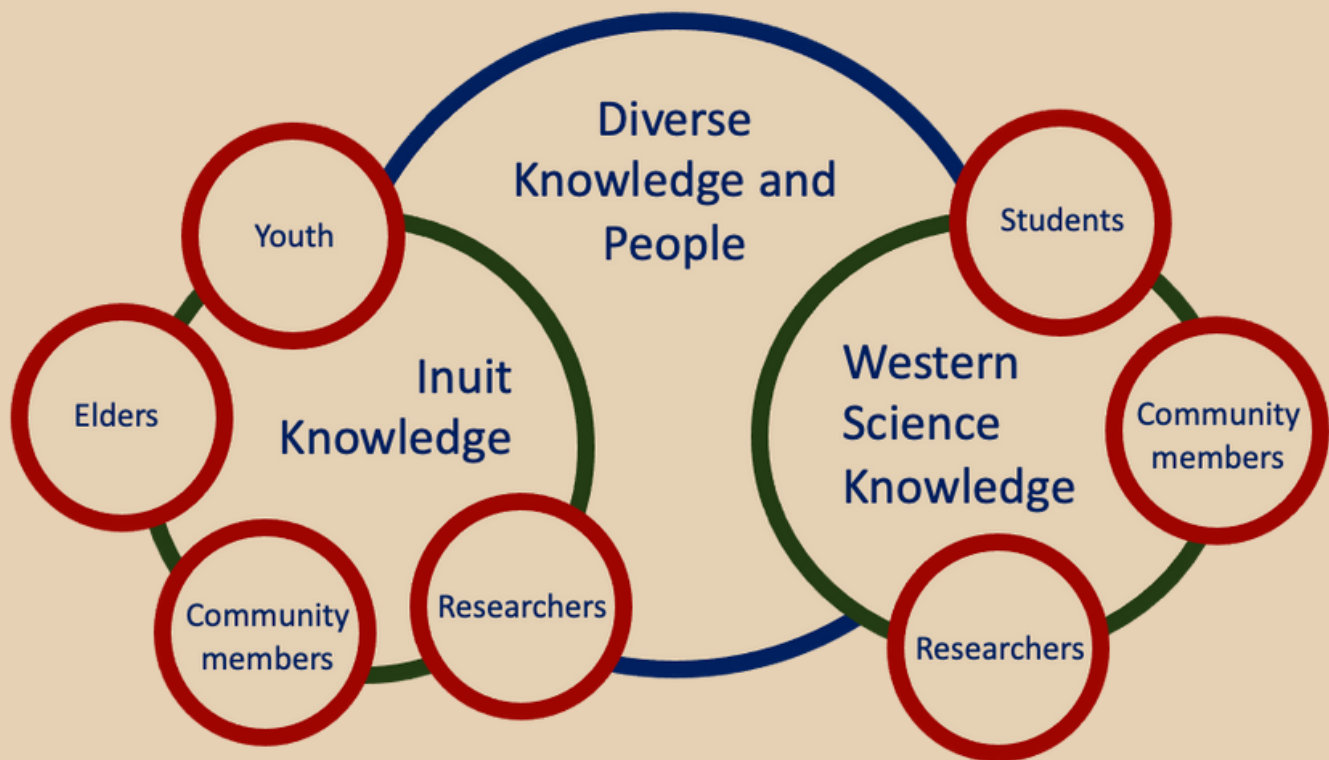 Diverse
Knowledge and
People
Youth
Elders
Inuit
Knowledge
Community
members
Researchers
Students
Western
Science
Knowledge
Community
members
Researchers